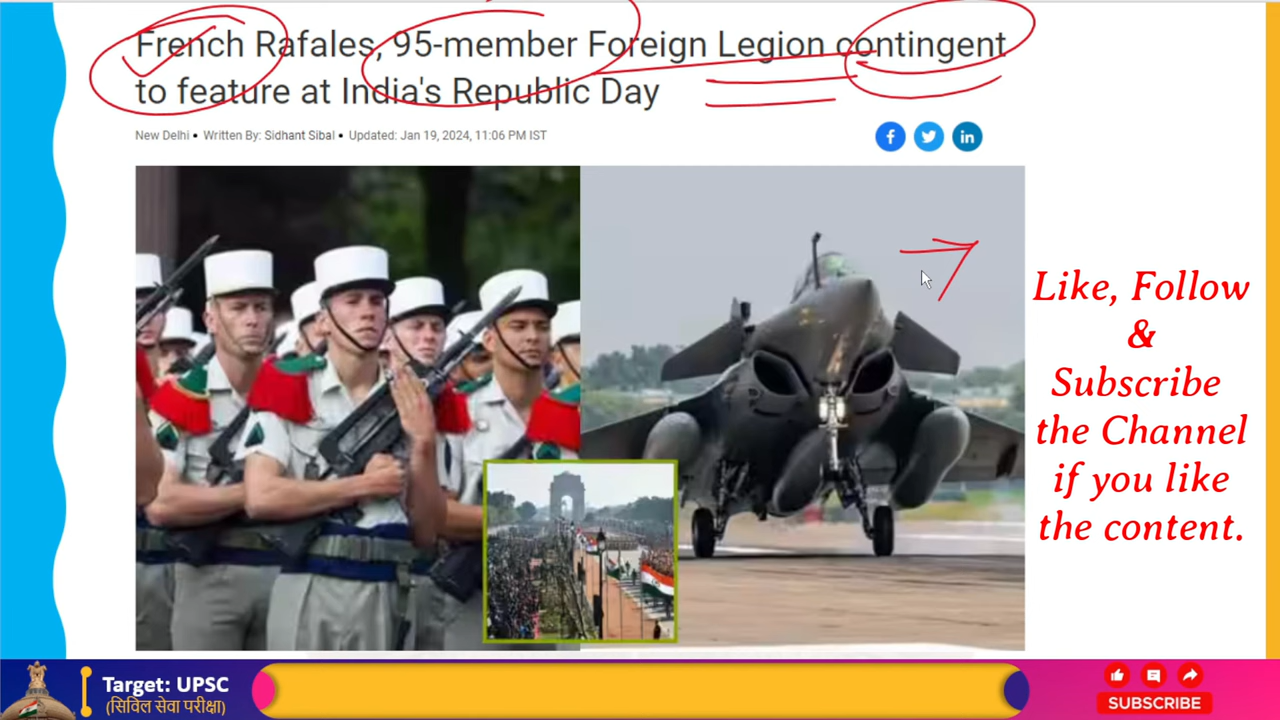 French Rafales, 95-member Foreign Legion contingent
to feature at India's Republic Day
New Delhi • Written By: Sidhant Sibal • Updated: Jan 19, 2024, 11:06 PM IST
Like, Follow
&
Subscribe
the Channel
if you like
the content.
Target: UPSC
(सिविल सेवा परीक्षा)
SUBSCRIBE